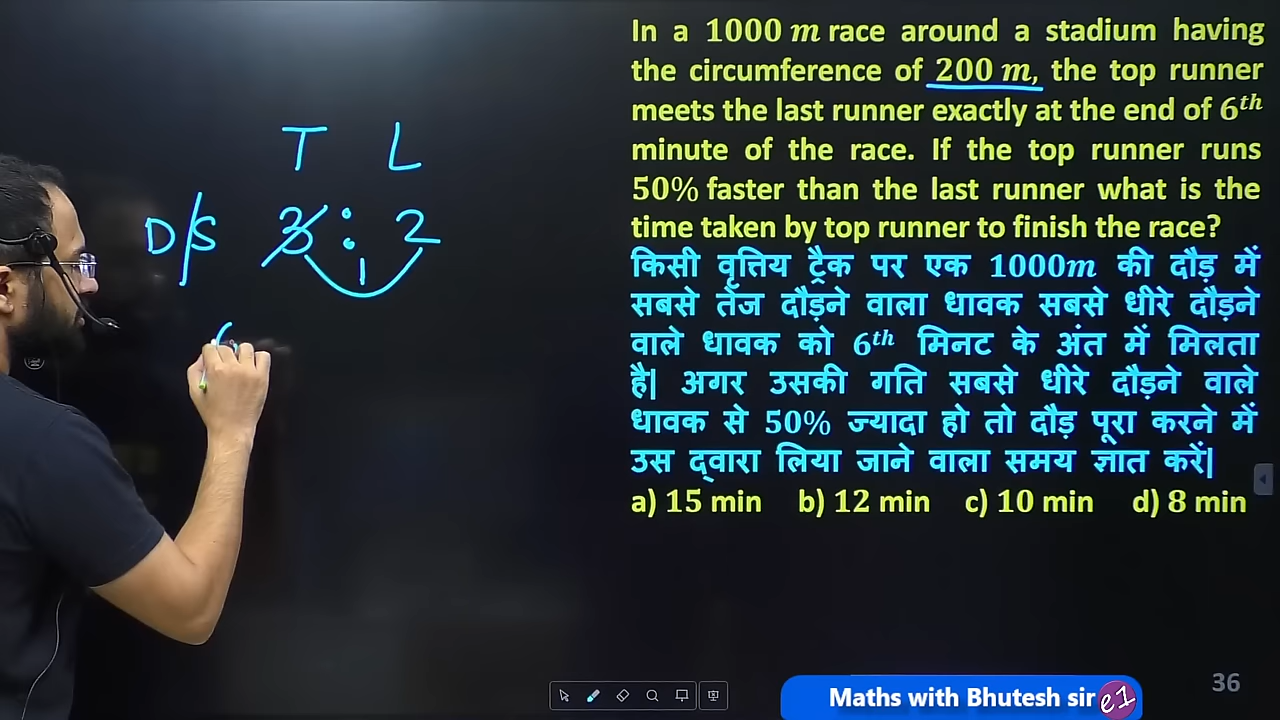 In a 1000 m race around a stadium having
the circumference of 200 m, the top runner
meets the last runner exactly at the end of 6th
minute of the race. If the top runner runs
50% faster than the last runner what is the
time taken by top runner to finish the race?
किसी वृत्तिय ट्रैक पर एक 1000m की दौड़ में
सबसे तेज दौड़ने वाला धावक सबसे धीरे दौड़ने
वाले धावक को 6th मिनट के अंत में मिलता
है| अगर उसकी गति सबसे धीरे दौड़ने वाले
धावक से 50% ज्यादा हो तो दौड़ पूरा करने में
उस द्वारा लिया जाने वाला समय ज्ञात करें|
a) 15 min b) 12 min c) 10 min d) 8 min
T L
D/S 3 : 2
1
Maths with Bhutesh sir e1
36